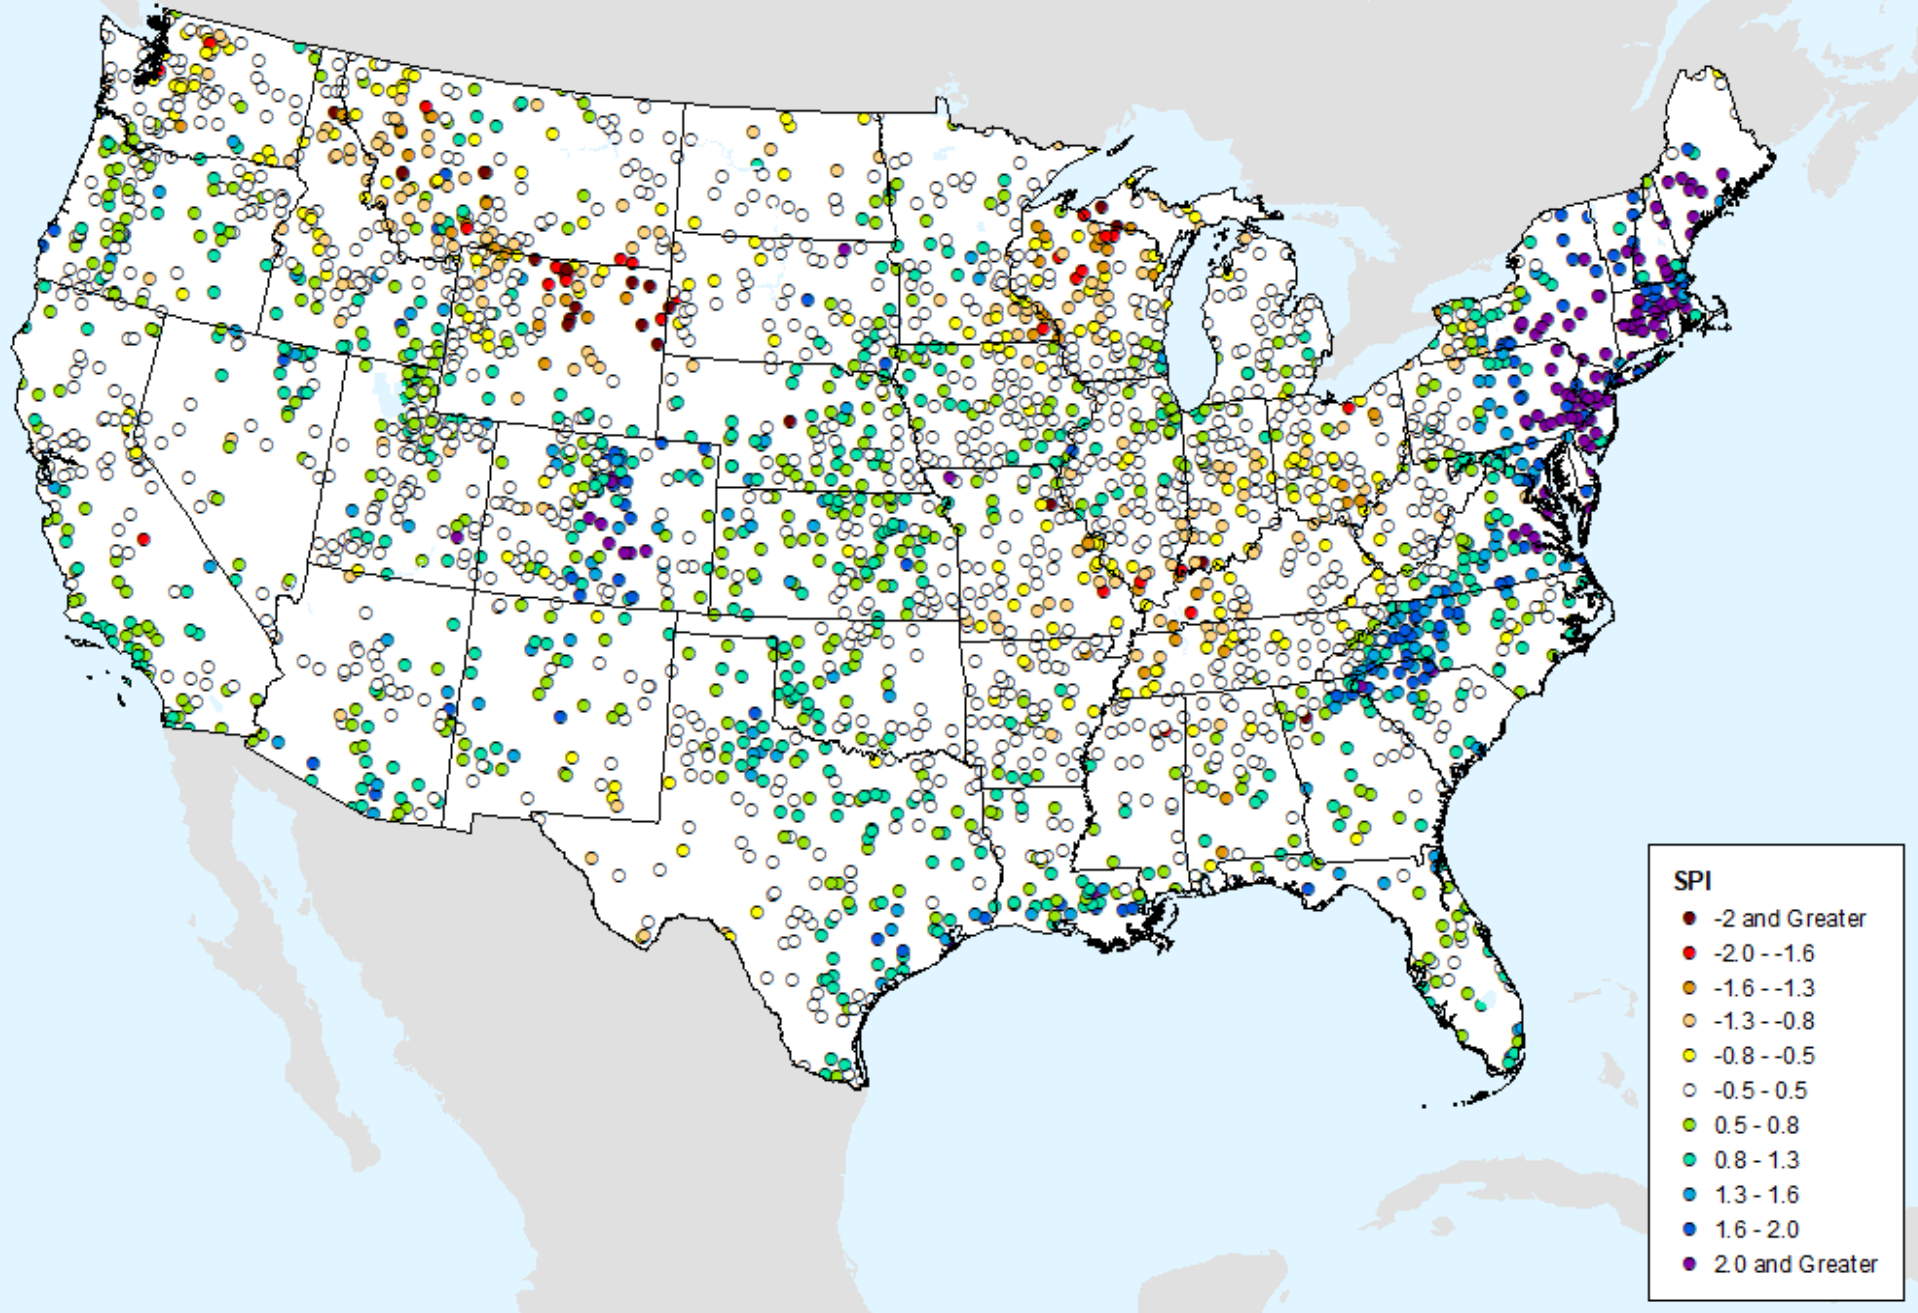 SPI
-2 and Greater
-2.0 - -1.6
-1.6 - -1.3
-1.3 - -0.8
-0.8 - -0.5
-0.5 - 0.5
0.5 - 0.8
0.8 - 1.3
1.3 - 1.6
1.6 - 2.0
2.0 and Greater